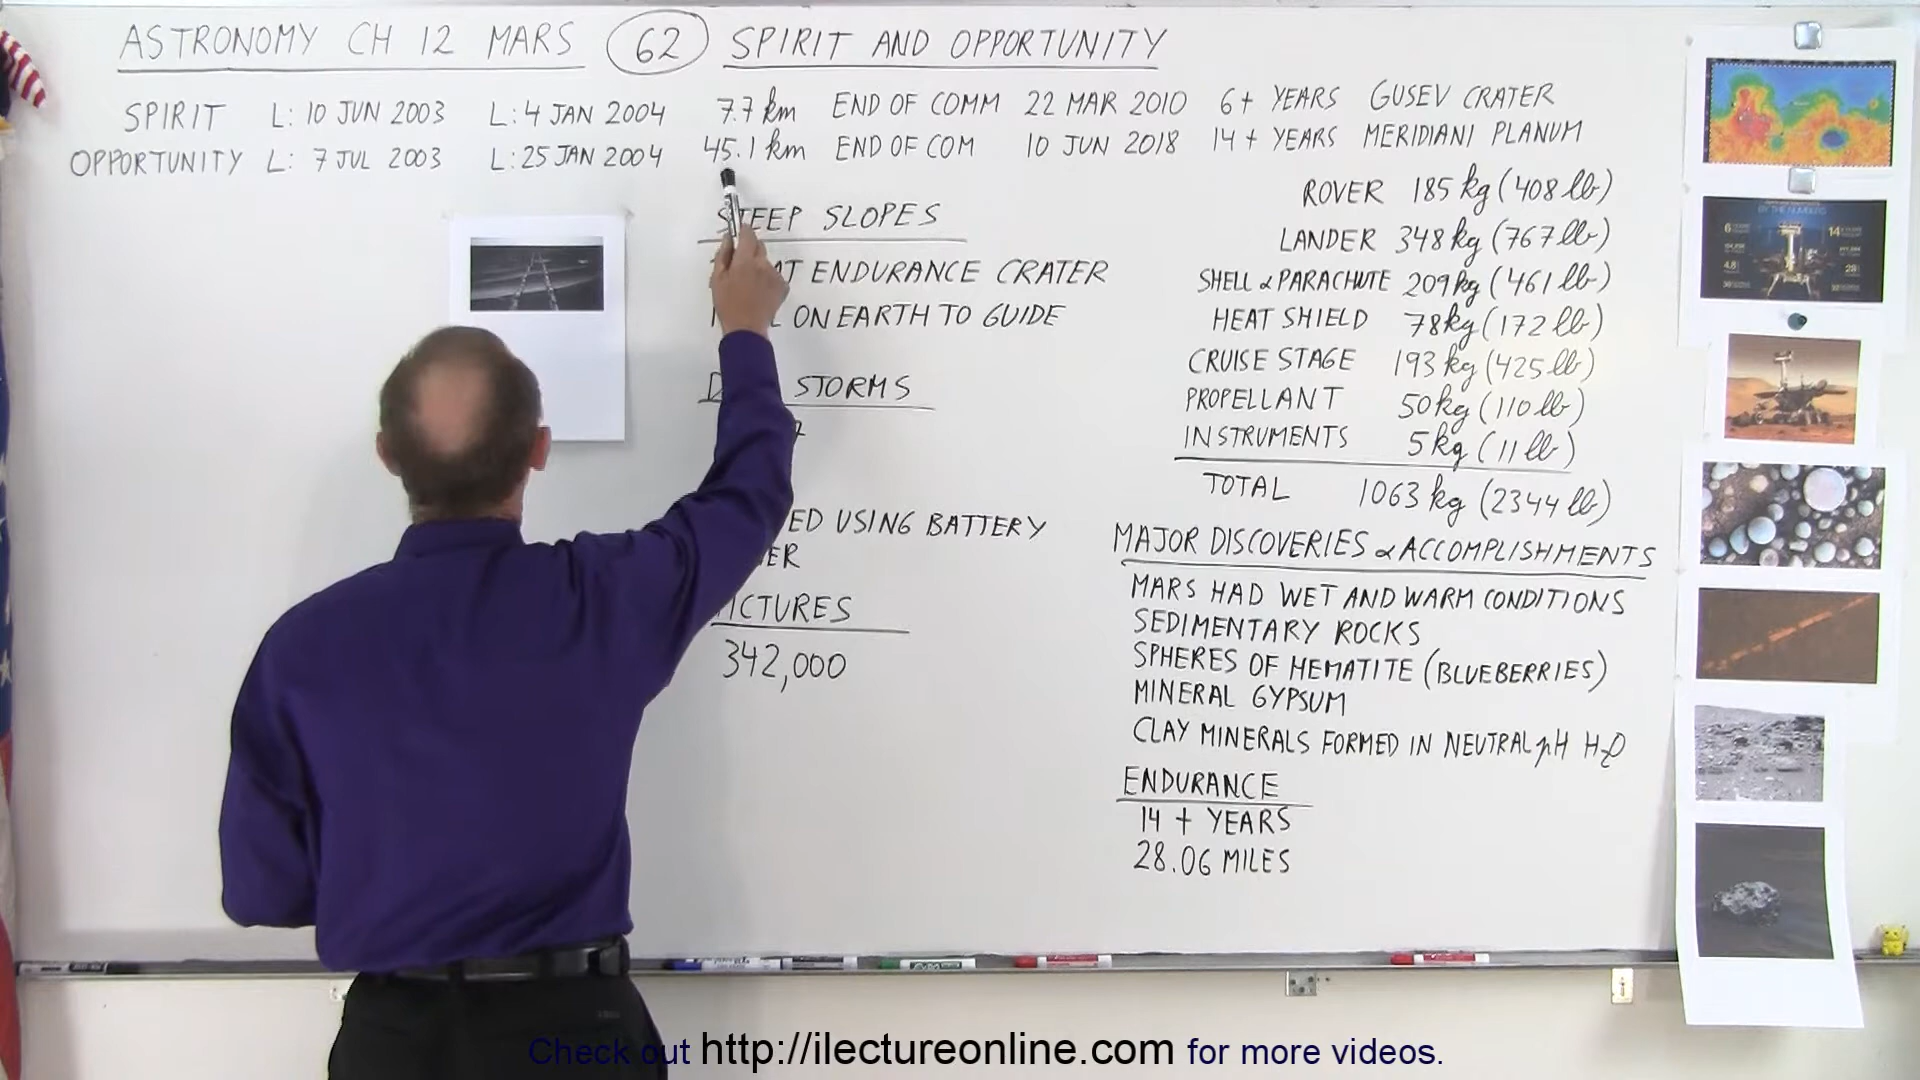 ASTRONOMY CH 12 MARS 62 SPIRIT AND OPPORTUNITY
SPIRIT L: 10 JUN 2003 L: 4 JAN 2004 7.7 km END OF COMM 22 MAR 2010 6+ YEARS GUSEV CRATER
OPPORTUNITY L: 7 JUL 2003 L: 25 JAN 2004 45.1 km END OF COM 10 JUN 2018 14+ YEARS MERIDIANI PLANUM
STEEP SLOPES
ENDURANCE CRATER
ON EARTH TO GUIDE
STORMS
USING BATTERY
PICTURES
342,000
ROVER 185 kg (408 lb)
LANDER 348 kg (767 lb)
SHELL & PARACHUTE 209 kg (461 lb)
HEAT SHIELD 78 kg (172 lb)
CRUISE STAGE 193 kg (425 lb)
PROPELLANT 50 kg (110 lb)
INSTRUMENTS 5 kg (11 lb)
TOTAL 1063 kg (2344 lb)
MAJOR DISCOVERIES & ACCOMPLISHMENTS
MARS HAD WET AND WARM CONDITIONS
SEDIMENTARY ROCKS
SPHERES OF HEMATITE (BLUEBERRIES)
MINERAL GYPSUM
CLAY MINERALS FORMED IN NEUTRAL pH H2O
ENDURANCE
14 + YEARS
28.06 MILES
BY THE NUMBERS
Check out http://ilectureonline.com for more videos.